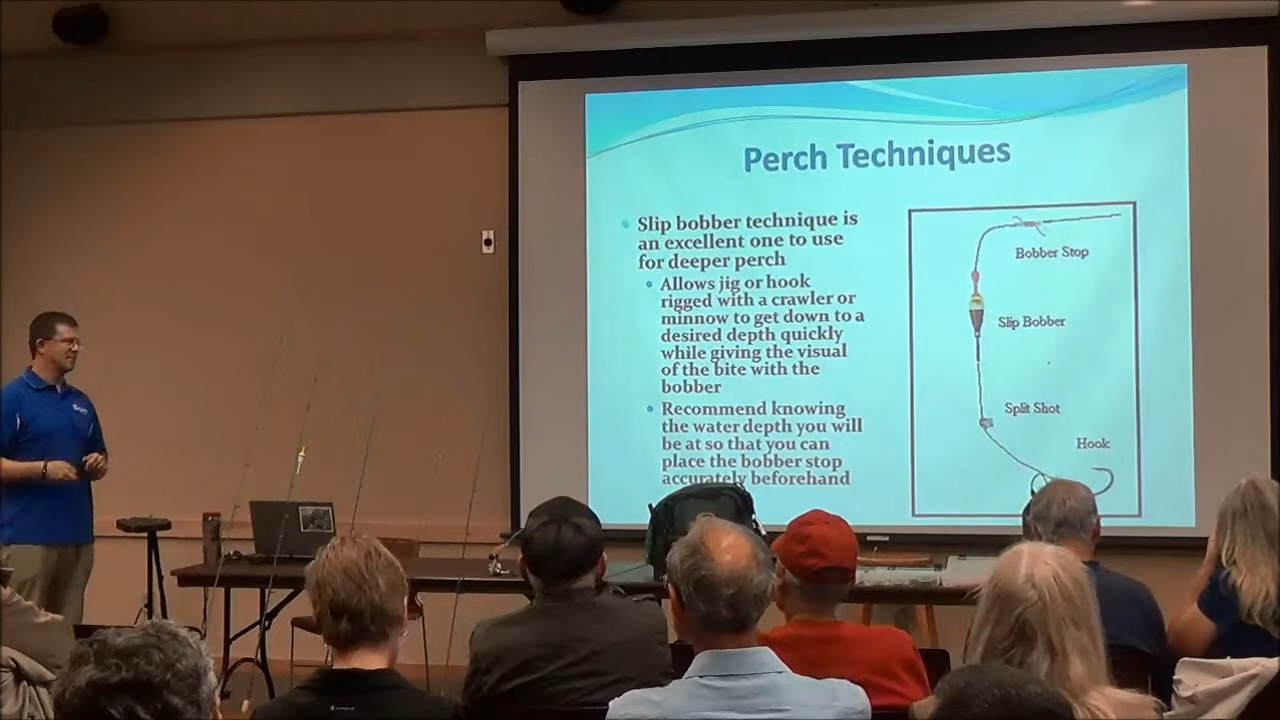 Perch Techniques
Slip bobber technique is
an excellent one to use
for deeper perch
Allows jig or hook
rigged with a crawler or
minnow to get down to a
desired depth quickly
while giving the visual
of the bite with the
bobber
Recommend knowing
the water depth you will
be at so that you can
place the bobber stop
accurately beforehand
Bobber Stop
Slip Bobber
Split Shot
Hook